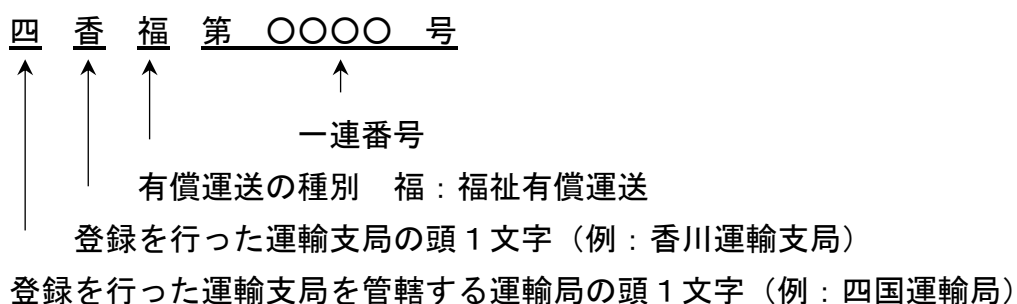 四 香 福 第 〇〇〇〇 号
一連番号
有償運送の種別 福：福祉有償運送
登録を行った運輸支局の頭１文字（例：香川運輸支局）
登録を行った運輸支局を管轄する運輸局の頭１文字（例：四国運輸局）